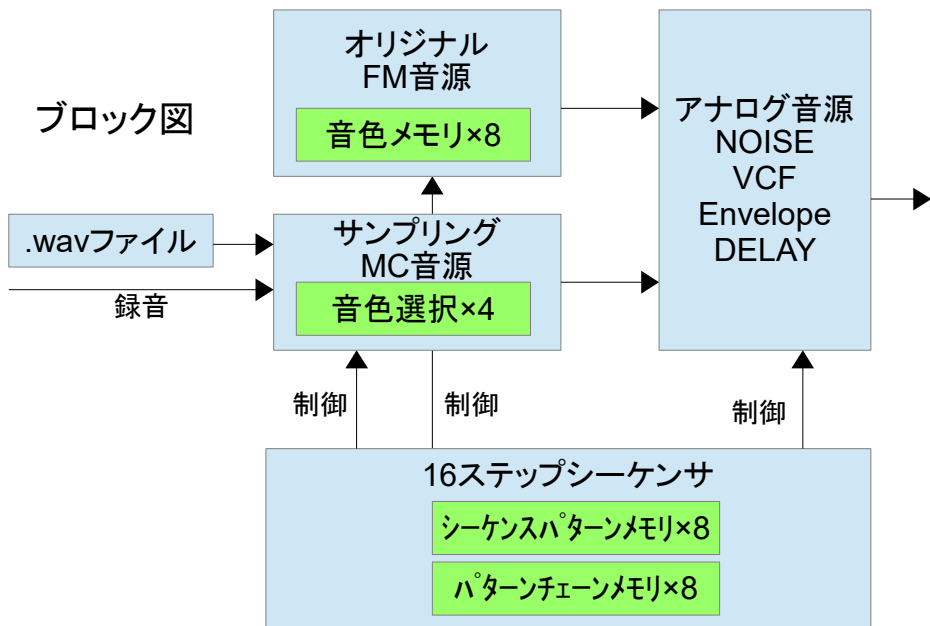 ブロック図
オリジナル
FM音源
音色メモリ×8
アナログ音源
NOISE
VCF
Envelope
DELAY
.wavファイル
録音
サンプリング
MC音源
音色選択×4
制御
制御
制御
16ステップシーケンサ
ｼｰｹﾝｽﾊﾟﾀｰﾝﾒﾓﾘ×8
ﾊﾟﾀｰﾝﾁｪｰﾝﾒﾓﾘ×8